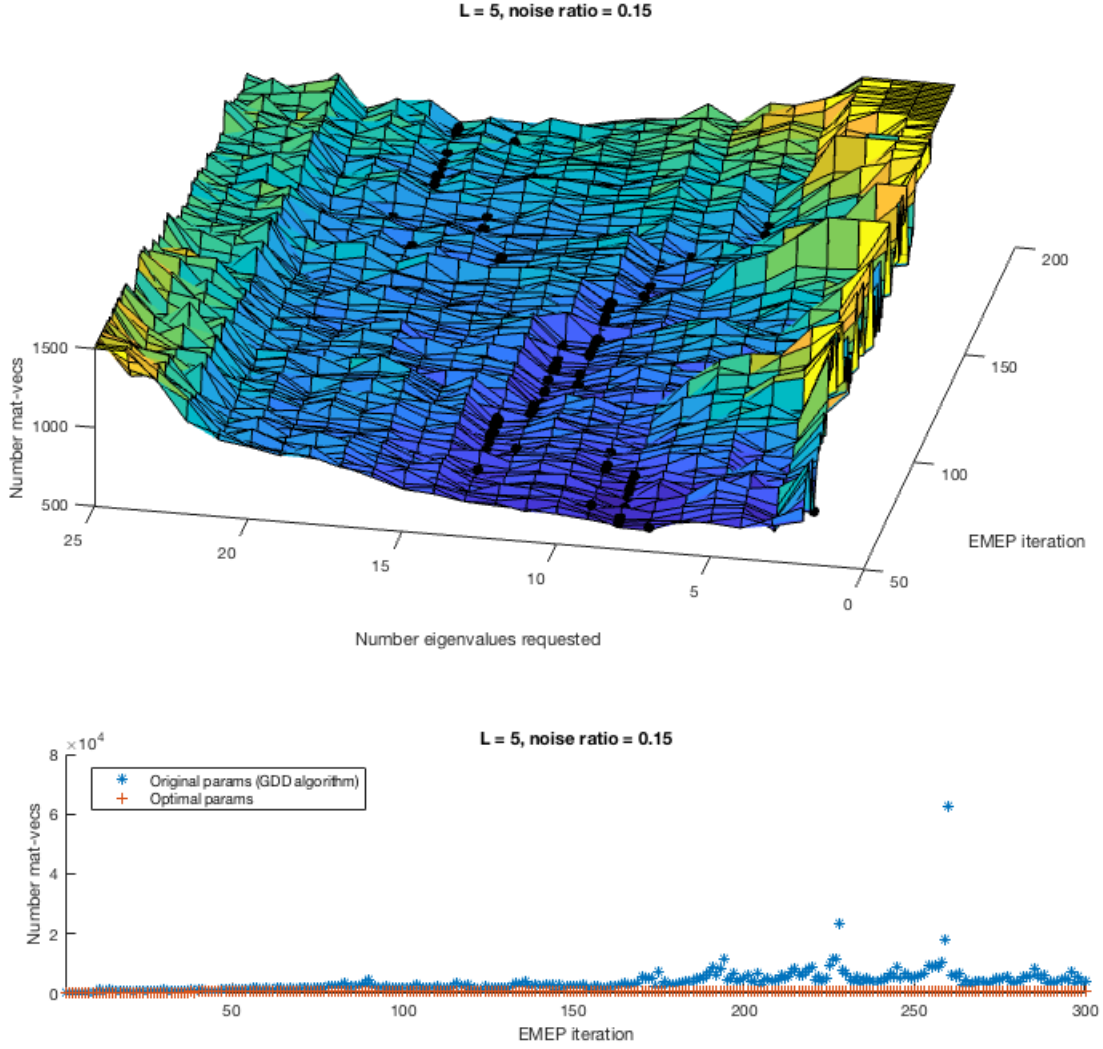 L = 5, noise ratio = 0.15
200
150
100
50
EMEP iteration
1500
1000
500
Number mat-vecs
25
20
15
10
5
0
Number eigenvalues requested
L = 5, noise ratio = 0.15
×10⁴
8
6
4
2
0
Number mat-vecs
Original params (GDD algorithm)
Optimal params
50
100
150
200
250
300
EMEP iteration